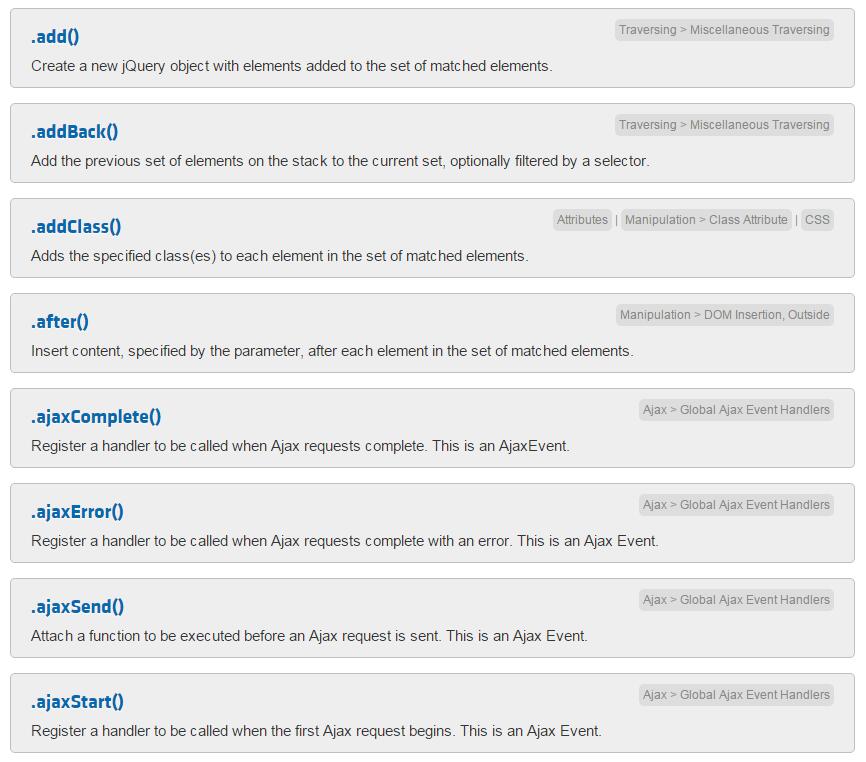 .add()
Traversing > Miscellaneous Traversing
Create a new jQuery object with elements added to the set of matched elements.
.addBack()
Traversing > Miscellaneous Traversing
Add the previous set of elements on the stack to the current set, optionally filtered by a selector.
.addClass()
Attributes | Manipulation > Class Attribute | CSS
Adds the specified class(es) to each element in the set of matched elements.
.after()
Manipulation > DOM Insertion, Outside
Insert content, specified by the parameter, after each element in the set of matched elements.
.ajaxComplete()
Ajax > Global Ajax Event Handlers
Register a handler to be called when Ajax requests complete. This is an AjaxEvent.
.ajaxError()
Ajax > Global Ajax Event Handlers
Register a handler to be called when Ajax requests complete with an error. This is an Ajax Event.
.ajaxSend()
Ajax > Global Ajax Event Handlers
Attach a function to be executed before an Ajax request is sent. This is an Ajax Event.
.ajaxStart()
Ajax > Global Ajax Event Handlers
Register a handler to be called when the first Ajax request begins. This is an Ajax Event.